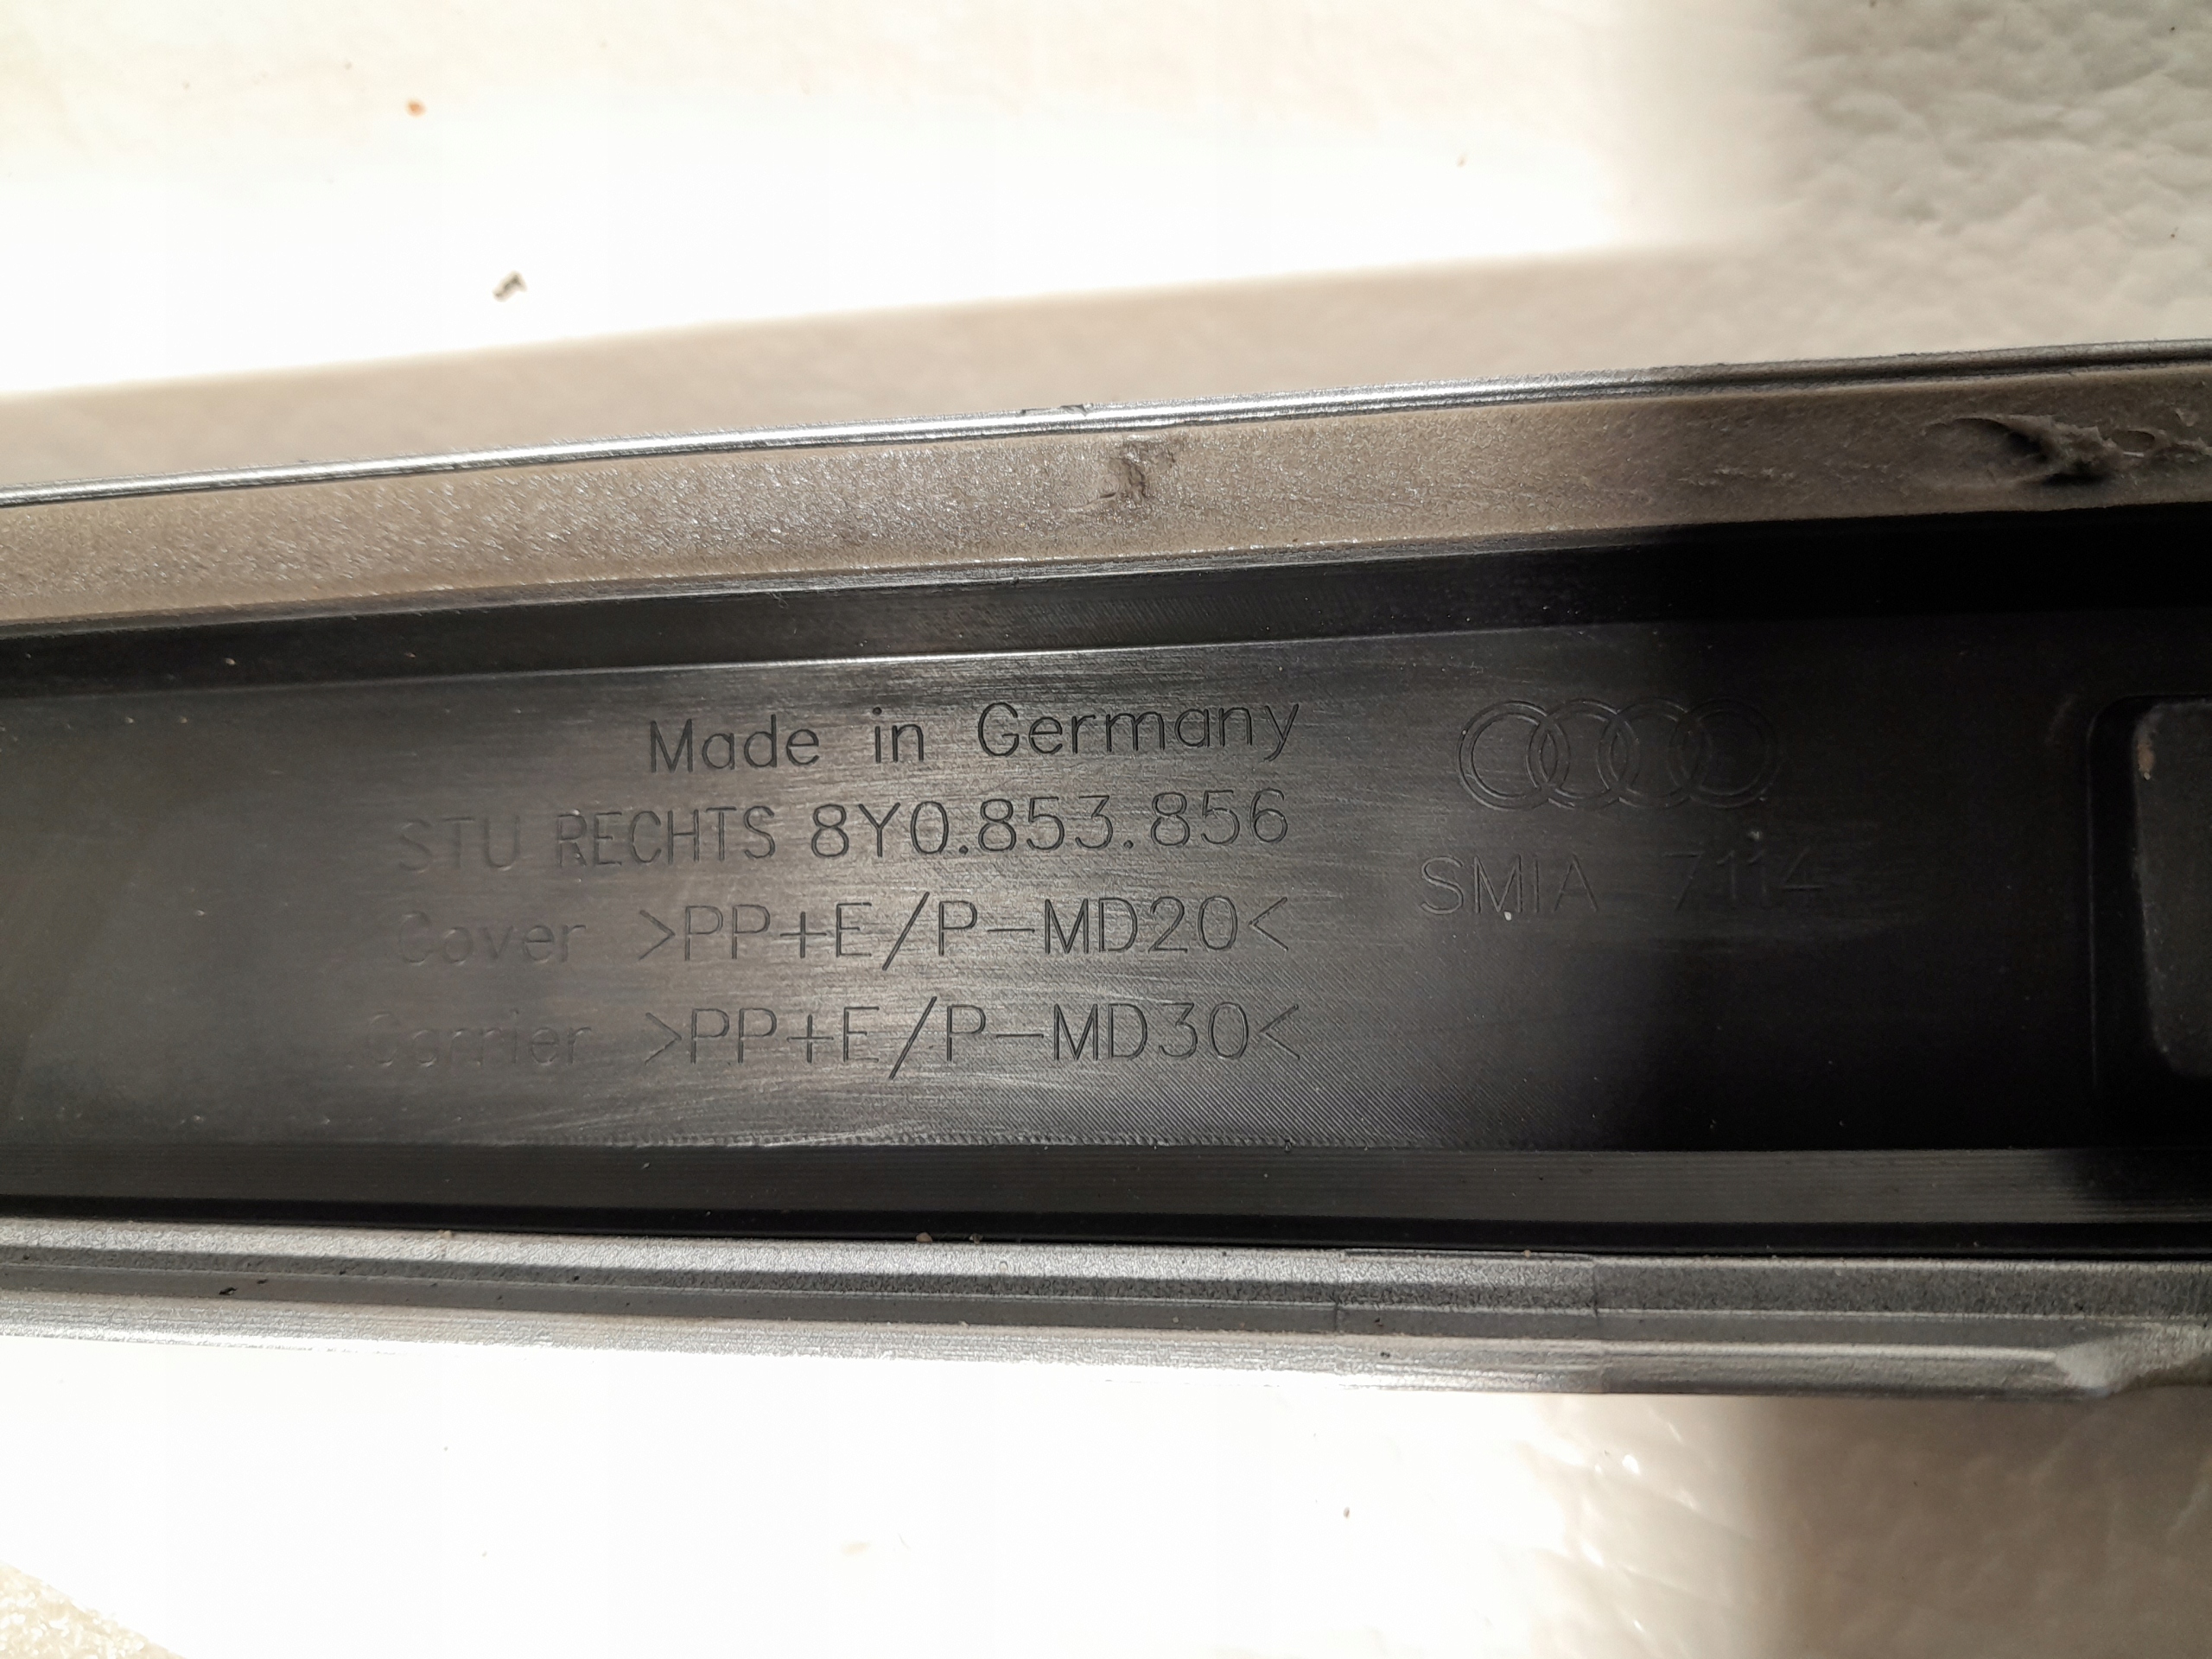 Made in Germany
STU RECHTS 8Y0.853.856
Cover >PP+E/P-MD20<
Carrier >PP+E/P-MD30<
SMIA 7114